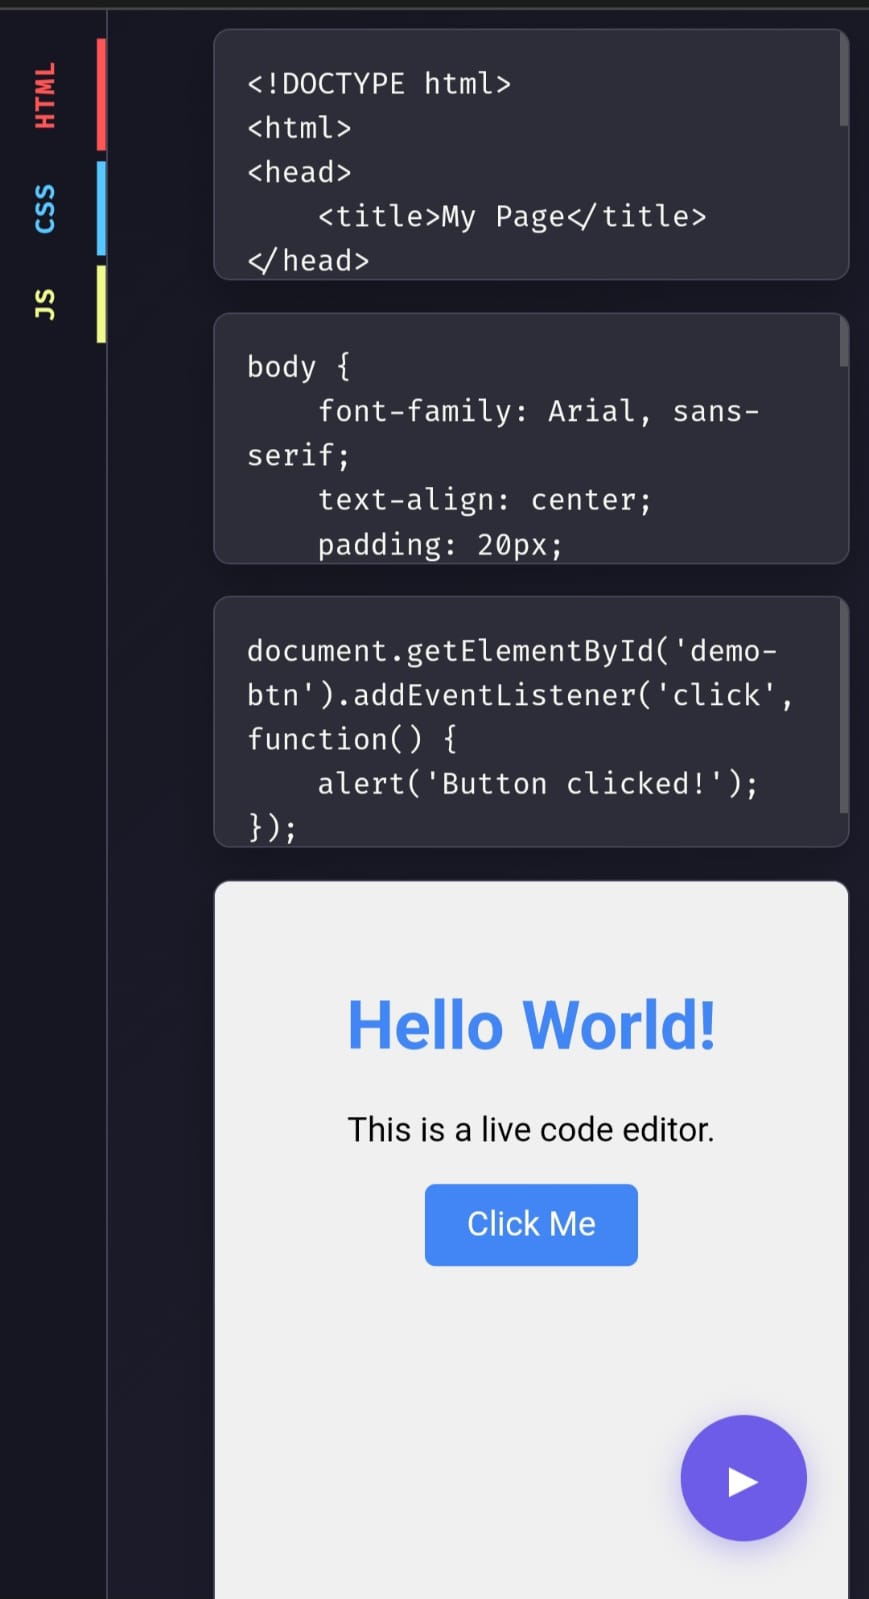 HTML
CSS
JS
<!DOCTYPE html>
<html>
<head>
    <title>My Page</title>
</head>
body {
    font-family: Arial, sans-
serif;
    text-align: center;
    padding: 20px;
document.getElementById('demo-
btn').addEventListener('click',
function() {
    alert('Button clicked!');
});
Hello World!
This is a live code editor.
Click Me